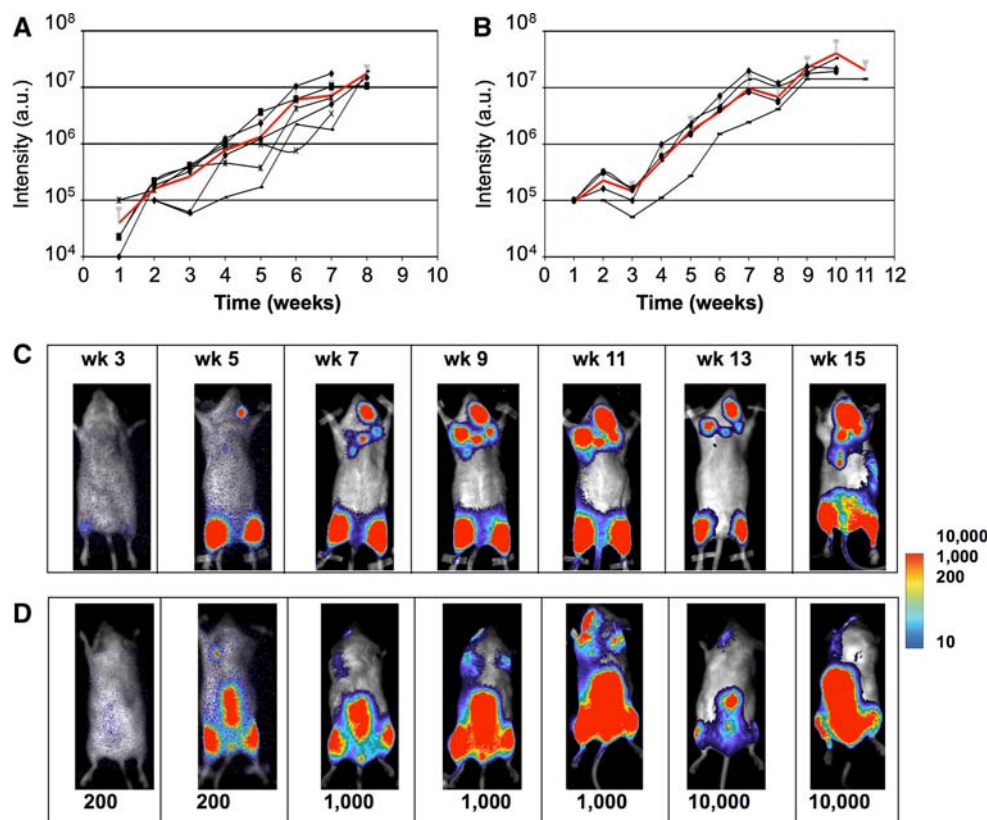 A
Intensity (a.u.)
10^8
10^7
10^6
10^5
10^4
0 1 2 3 4 5 6 7 8 9 10
Time (weeks)
B
Intensity (a.u.)
10^8
10^7
10^6
10^5
10^4
0 1 2 3 4 5 6 7 8 9 10 11 12
Time (weeks)
C
wk 3 wk 5 wk 7 wk 9 wk 11 wk 13 wk 15
10,000
1,000
200
10
D
200 200 1,000 1,000 1,000 10,000 10,000